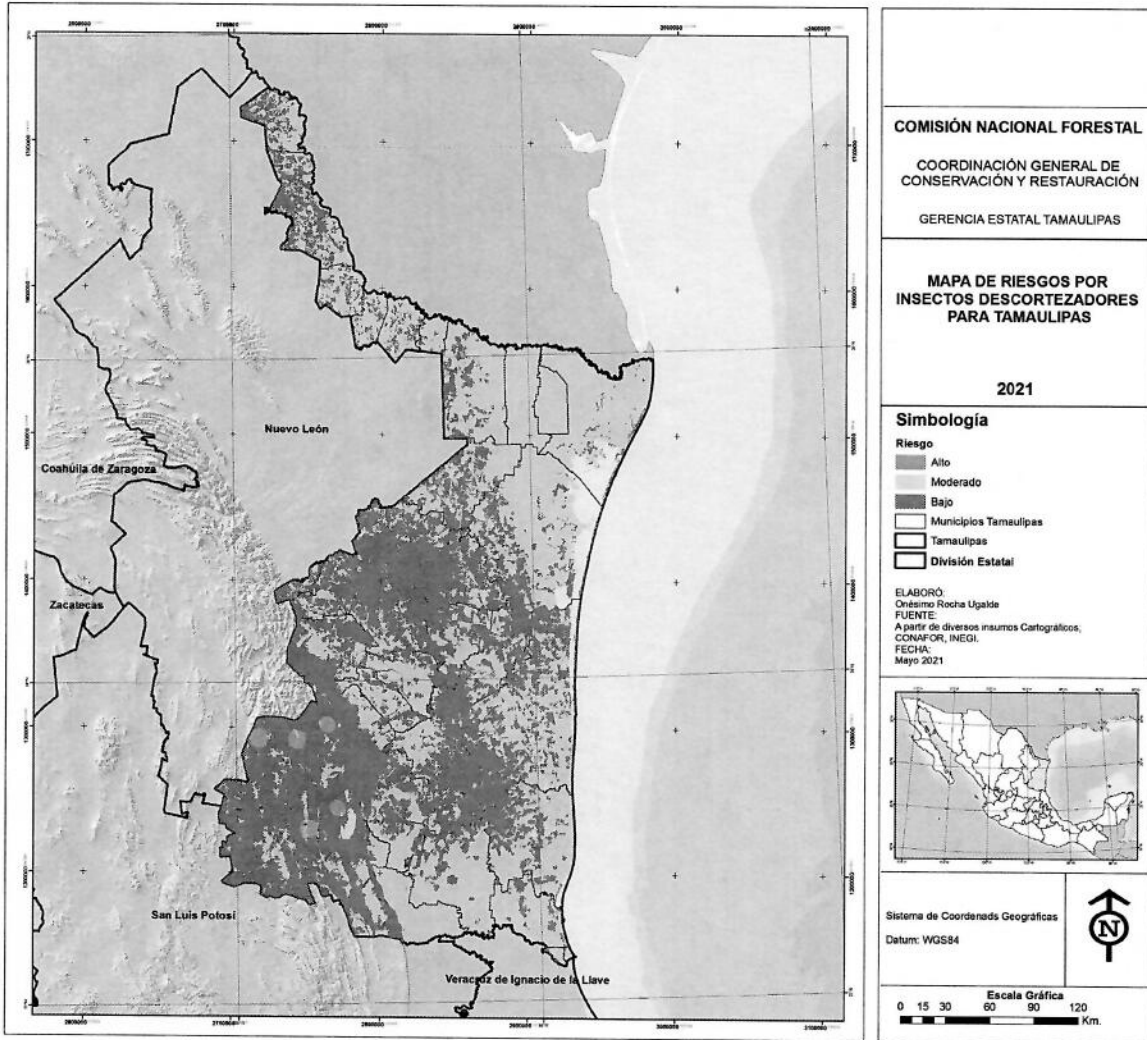 Nuevo León
Coahuila de Zaragoza
Zacatecas
San Luis Potosí
Veracruz de Ignacio de la Llave
COMISIÓN NACIONAL FORESTAL
COORDINACIÓN GENERAL DE
CONSERVACIÓN Y RESTAURACIÓN
GERENCIA ESTATAL TAMAULIPAS
MAPA DE RIESGOS POR
INSECTOS DESCORTEZADORES
PARA TAMAULIPAS
2021
Simbología
Riesgo
Alto
Moderado
Bajo
Municipios Tamaulipas
Tamaulipas
División Estatal
ELABORÓ:
Onésimo Rocha Ugalde
FUENTE:
A partir de diversos insumos Cartográficos;
CONAFOR, INEGI.
FECHA:
Mayo 2021
Sistema de Coordenads Geográficas
Datum: WGS84
N
Escala Gráfica
0 15 30 60 90 120
Km.